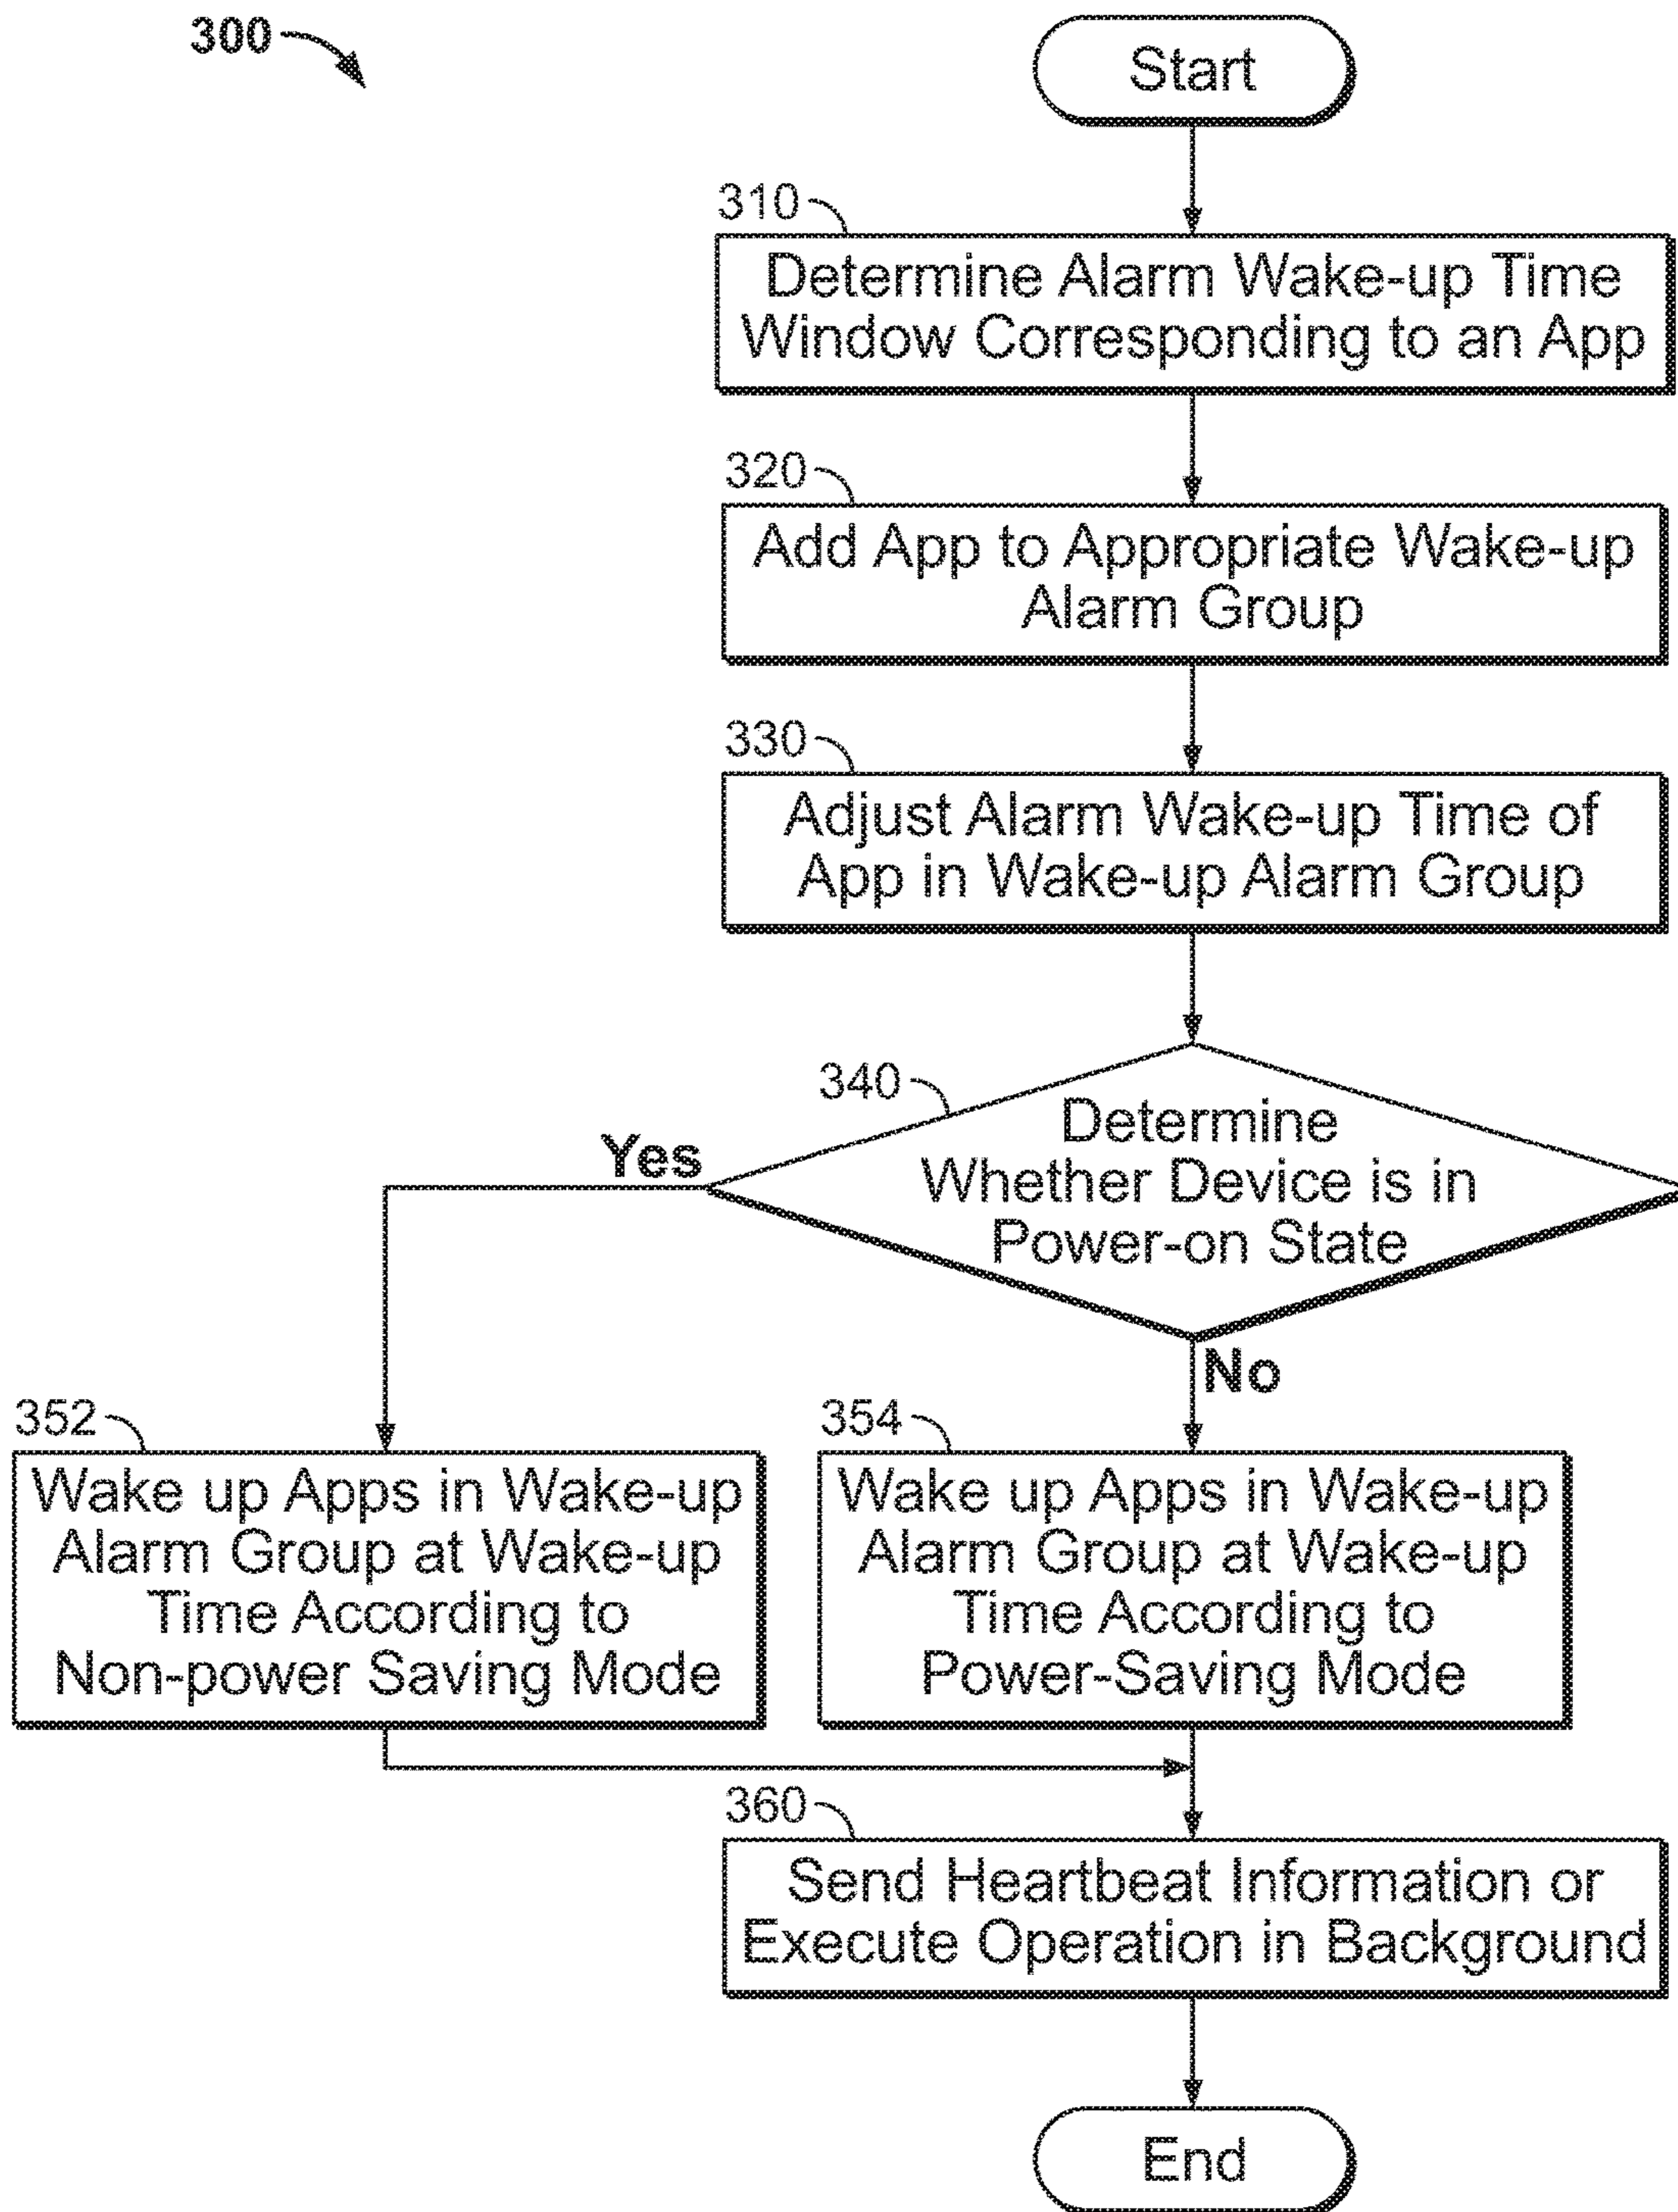 300
Start
310
Determine Alarm Wake-up Time
Window Corresponding to an App
320
Add App to Appropriate Wake-up
Alarm Group
330
Adjust Alarm Wake-up Time of
App in Wake-up Alarm Group
340
Determine
Whether Device is in
Power-on State
Yes
No
352
Wake up Apps in Wake-up
Alarm Group at Wake-up
Time According to
Non-power Saving Mode
354
Wake up Apps in Wake-up
Alarm Group at Wake-up
Time According to
Power-Saving Mode
360
Send Heartbeat Information or
Execute Operation in Background
End